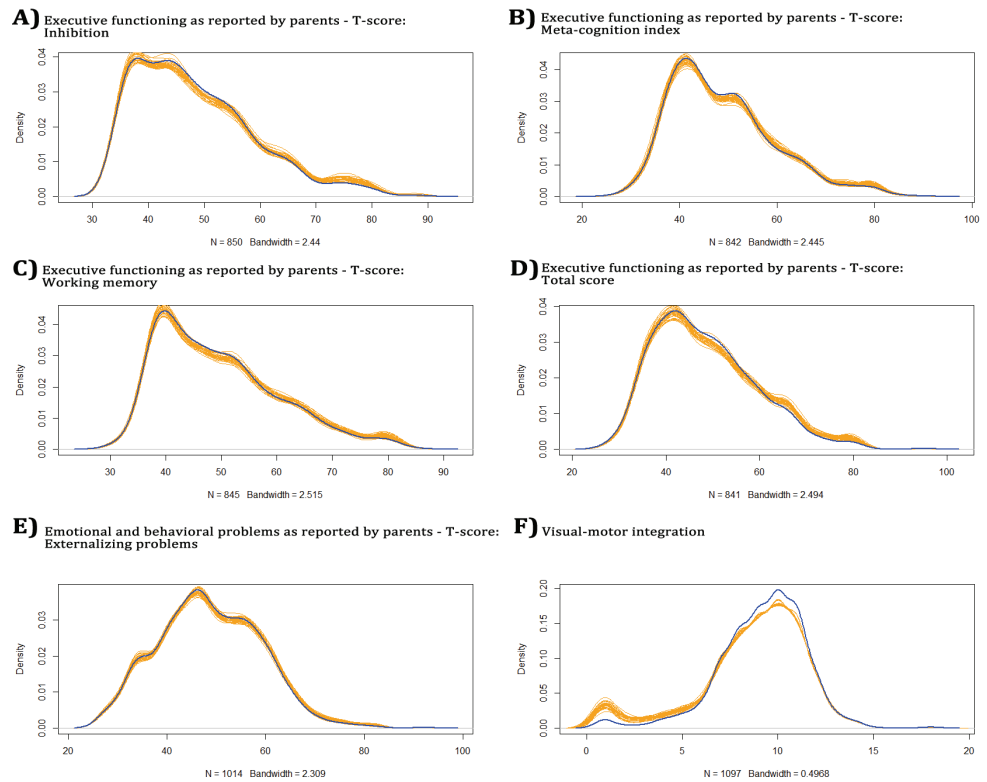 A) Executive functioning as reported by parents - T-score:
Inhibition
Density
0.00 0.01 0.02 0.03 0.04
30 40 50 60 70 80 90
N = 850 Bandwidth = 2.44
B) Executive functioning as reported by parents - T-score:
Meta-cognition index
Density
0.00 0.01 0.02 0.03 0.04
20 40 60 80 100
N = 842 Bandwidth = 2.445
C) Executive functioning as reported by parents - T-score:
Working memory
Density
0.00 0.01 0.02 0.03 0.04
30 40 50 60 70 80 90
N = 845 Bandwidth = 2.515
D) Executive functioning as reported by parents - T-score:
Total score
Density
0.00 0.01 0.02 0.03 0.04
20 40 60 80 100
N = 841 Bandwidth = 2.494
E) Emotional and behavioral problems as reported by parents - T-score:
Externalizing problems
Density
0.00 0.01 0.02 0.03
20 40 60 80 100
N = 1014 Bandwidth = 2.309
F) Visual-motor integration
Density
0.00 0.05 0.10 0.15 0.20
0 5 10 15 20
N = 1097 Bandwidth = 0.4968